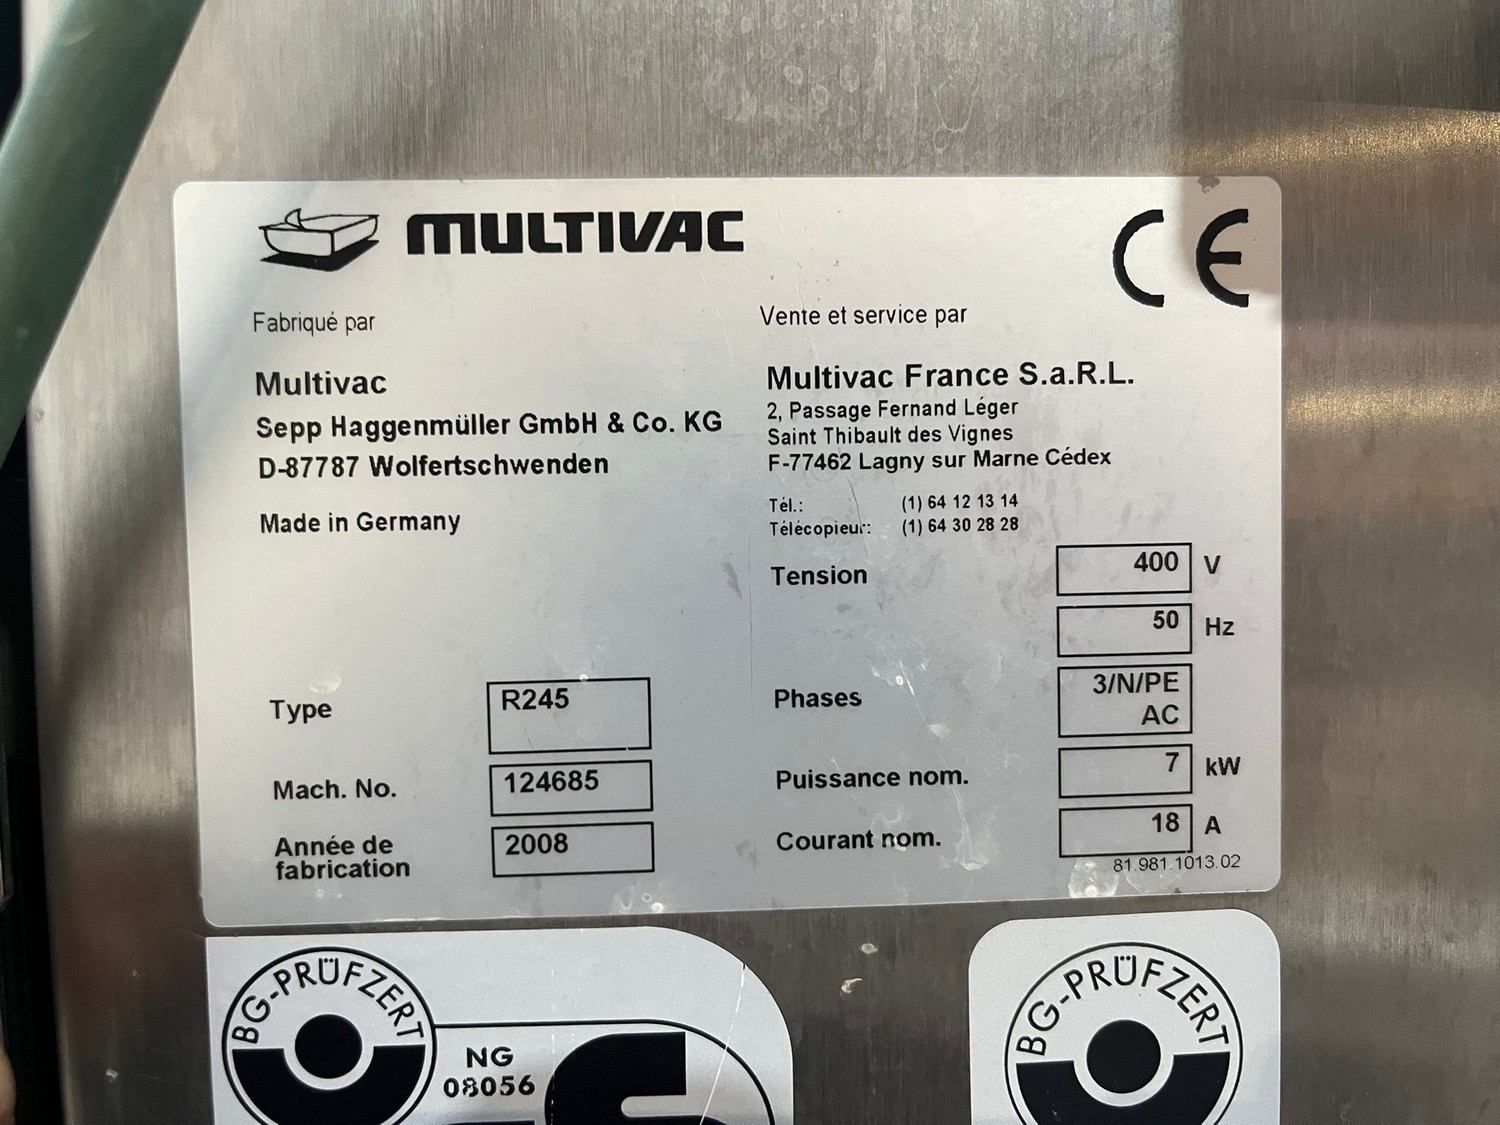 MULTIVAC
CE
Fabriqué par
Multivac
Sepp Haggenmüller GmbH & Co. KG
D-87787 Wolfertschwenden
Made in Germany
Vente et service par
Multivac France S.a.R.L.
2, Passage Fernand Léger
Saint Thibault des Vignes
F-77462 Lagny sur Marne Cédex
Tél.: (1) 64 12 13 14
Télécopieur: (1) 64 30 28 28
Tension 400 V
50 Hz
Type R245
Phases 3/N/PE
AC
Mach. No. 124685
Puissance nom. 7 kW
Année de
fabrication 2008
Courant nom. 18 A
81.981.1013.02
BG-PRÜFZERT
NG
08056
BG-PRÜFZERT